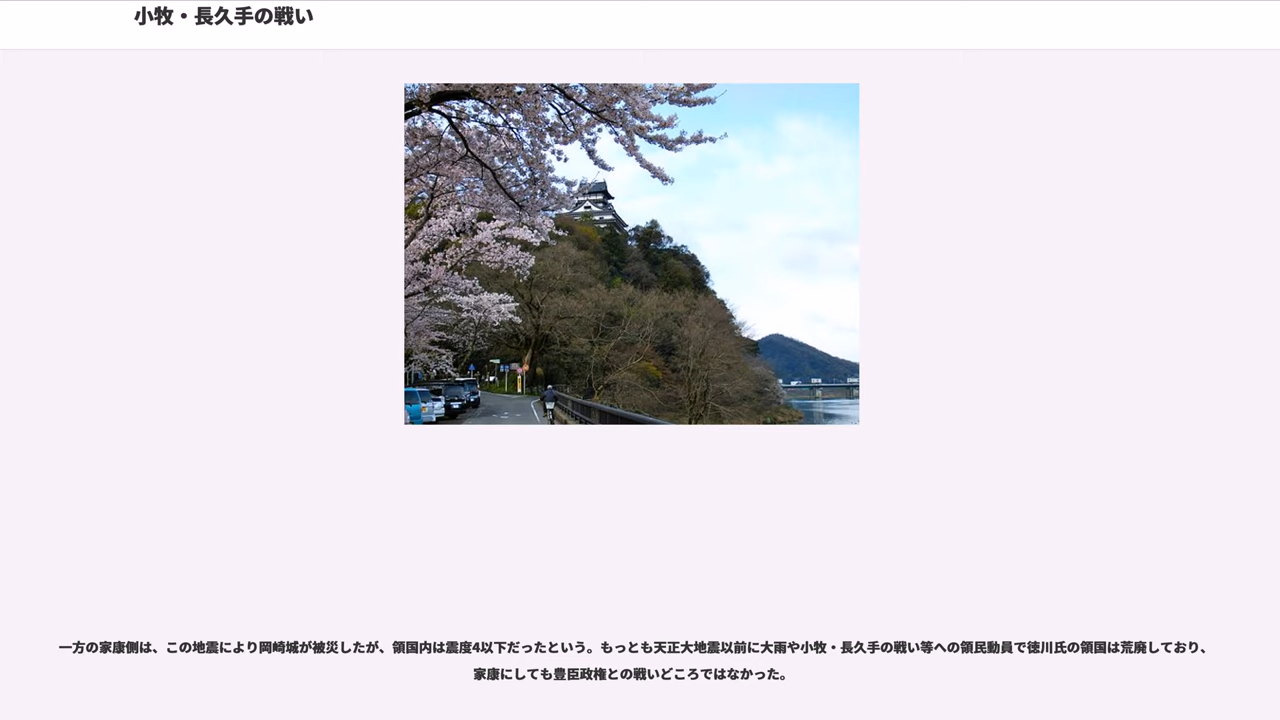 小牧・長久手の戦い
一方の家康側は、この地震により岡崎城が被災したが、領国内は震度4以下だったという。もっとも天正大地震以前に大雨や小牧・長久手の戦い等への領民動員で徳川氏の領国は荒廃しており、
家康にしても豊臣政権との戦いどころではなかった。